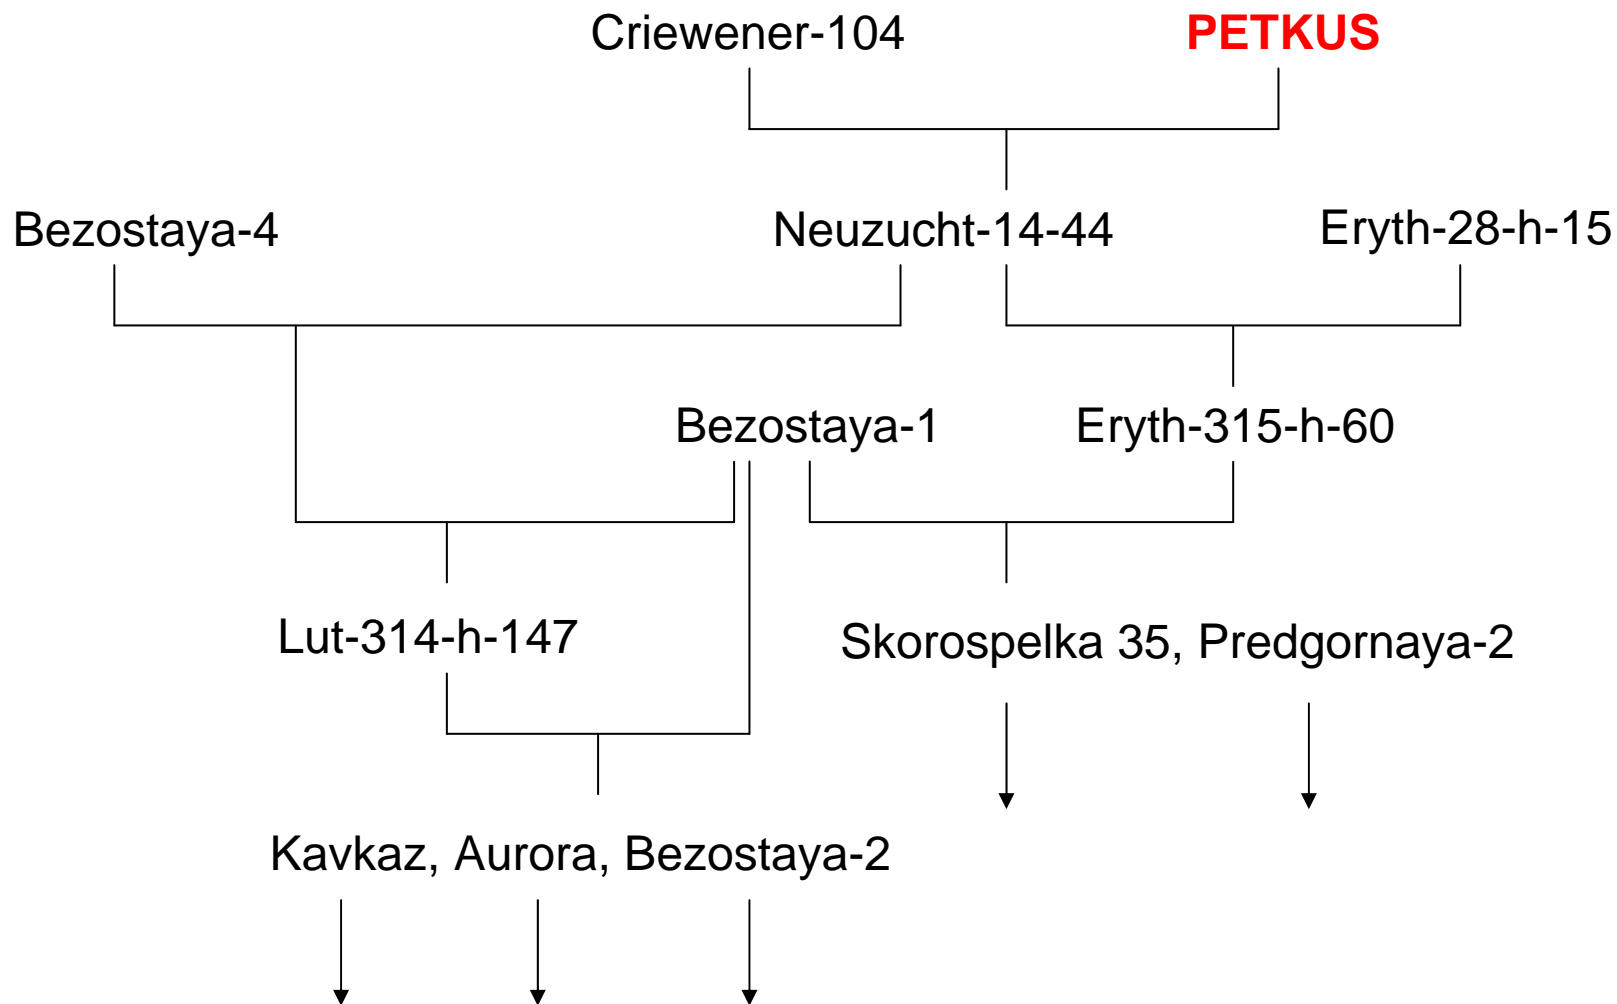 Criewener-104 PETKUS
Bezostaya-4 Neuzucht-14-44 Eryth-28-h-15
Bezostaya-1 Eryth-315-h-60
Lut-314-h-147 Skorospelka 35, Predgornaya-2
Kavkaz, Aurora, Bezostaya-2